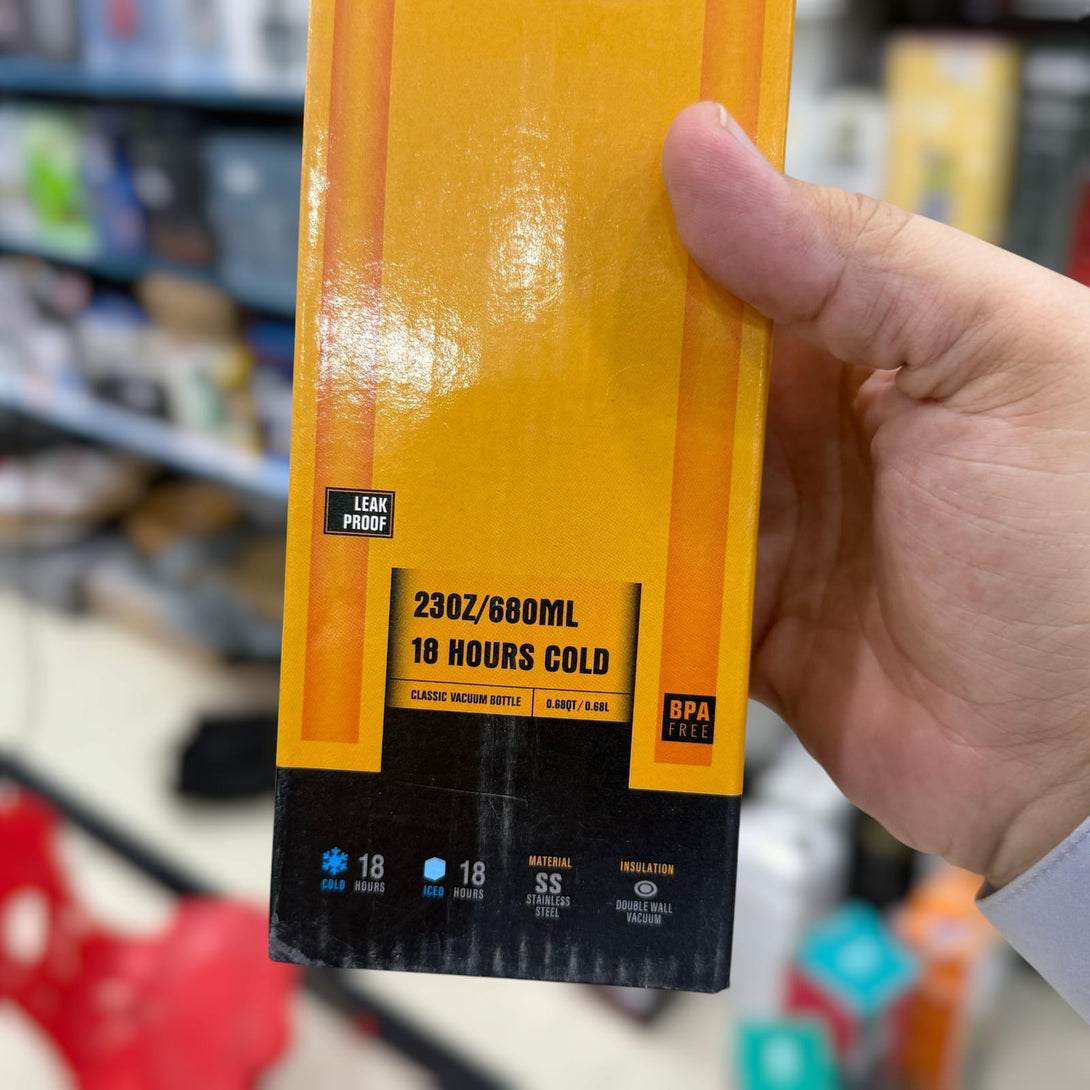 LEAK
PROOF
23OZ/680ML
18 HOURS COLD
CLASSIC VACUUM BOTTLE
0.68QT / 0.68L
BPA
FREE
COLD
18
HOURS
ICED
18
HOURS
MATERIAL
SS
STAINLESS
STEEL
INSULATION
DOUBLE WALL
VACUUM